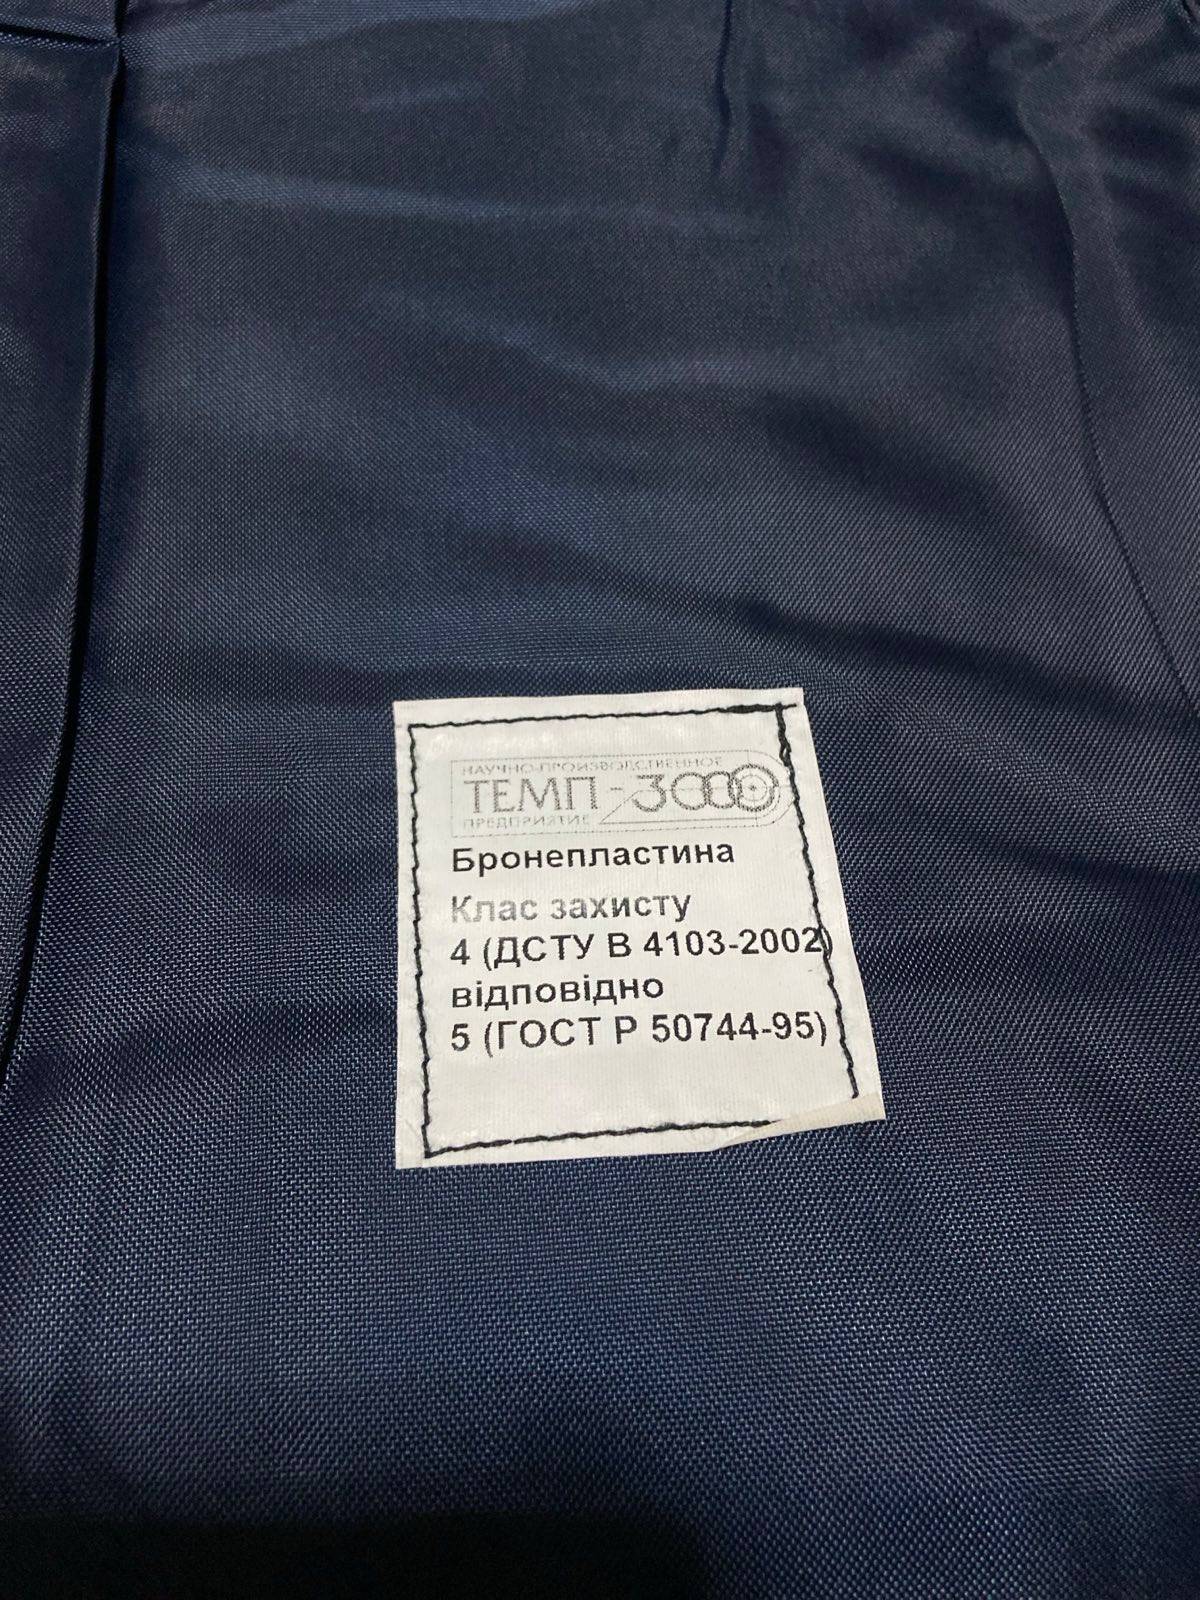 НАУЧНО-ПРОИЗВОДСТВЕННОЕ
ТЕМП-3000
ПРЕДПРИЯТИЕ
Бронепластина
Клас захисту
4 (ДСТУ В 4103-2002)
відповідно
5 (ГОСТ Р 50744-95)